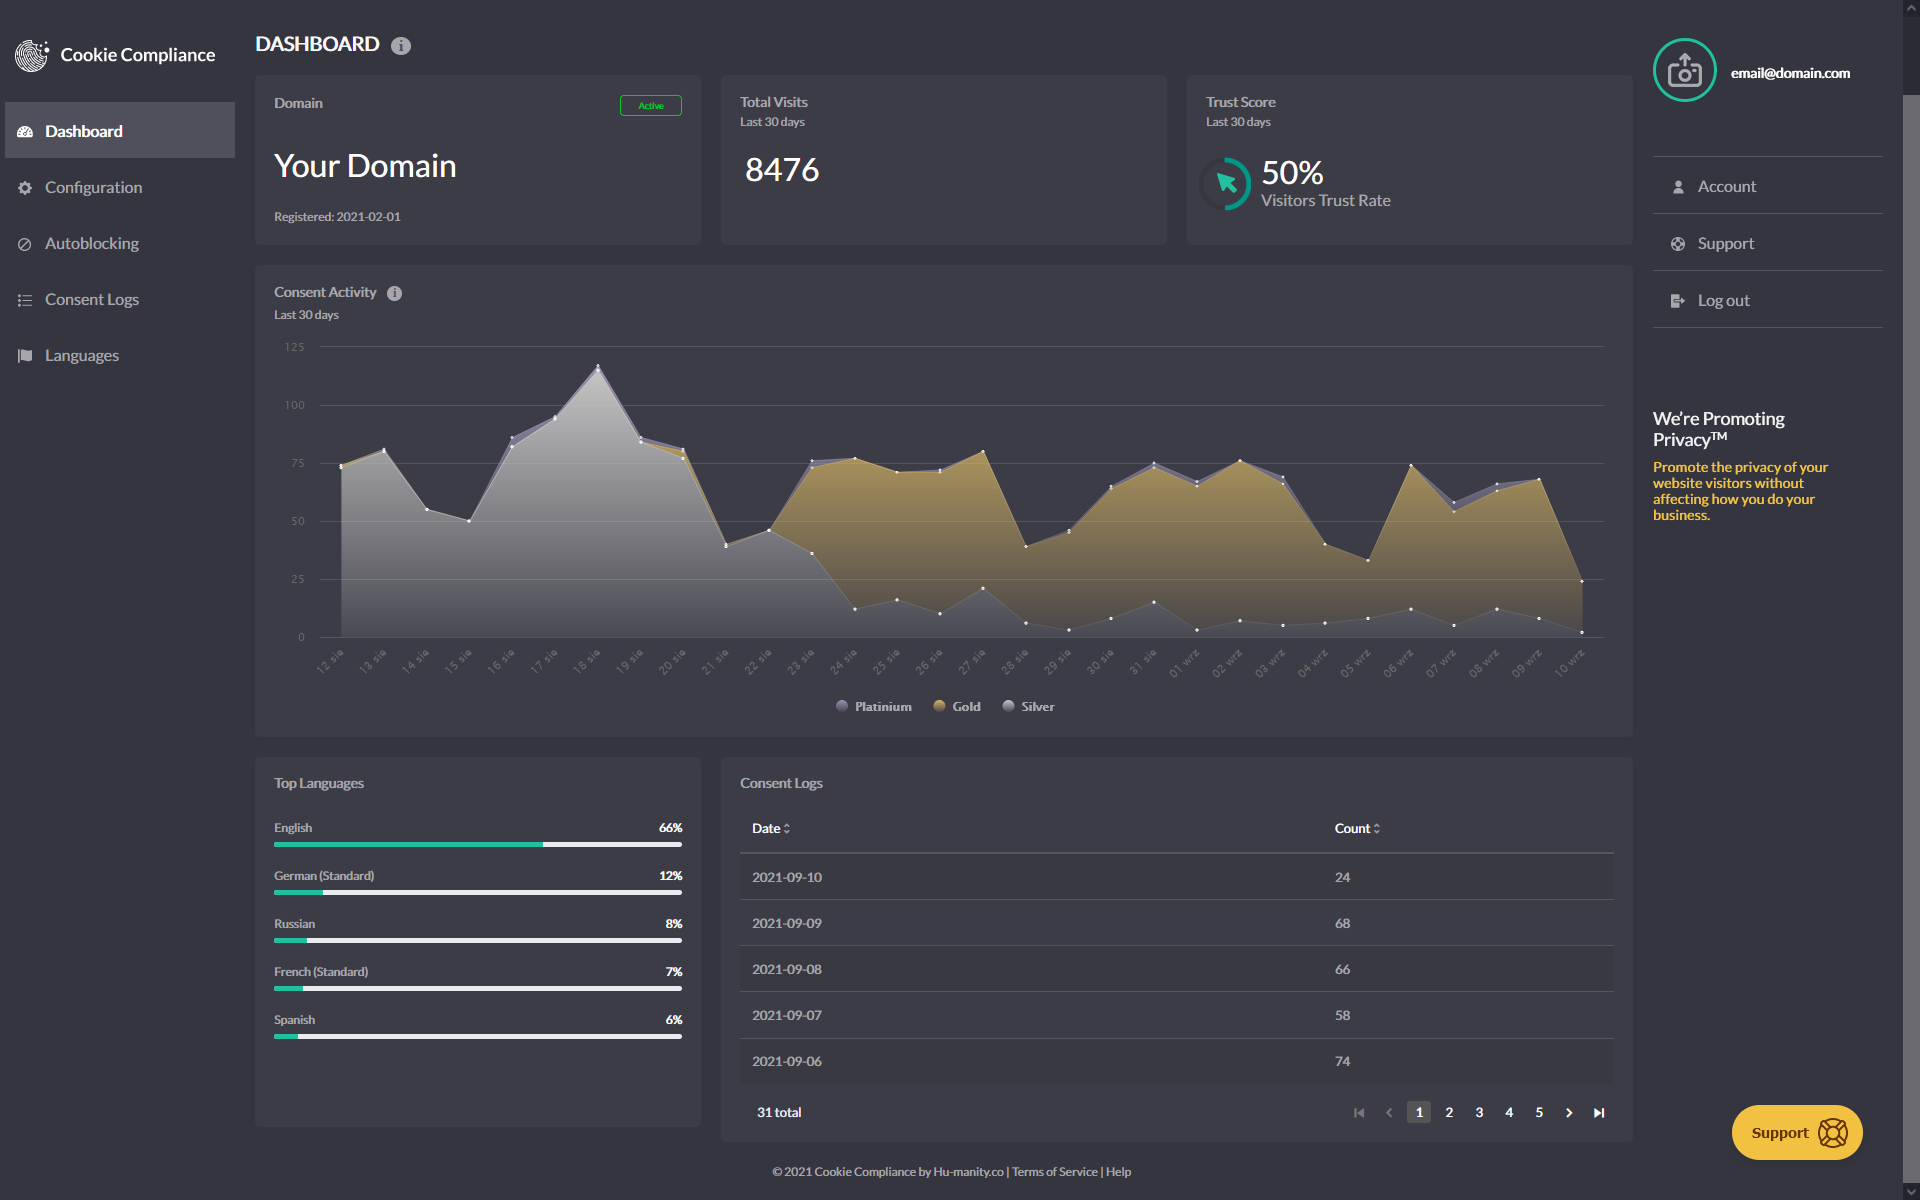 Cookie Compliance
Dashboard
Configuration
Autoblocking
Consent Logs
Languages
DASHBOARD
Domain
Active
Your Domain
Registered: 2021-02-01
Total Visits
Last 30 days
8476
Trust Score
Last 30 days
50%
Visitors Trust Rate
email@domain.com
Account
Support
Log out
We're Promoting
Privacy™
Promote the privacy of your
website visitors without
affecting how you do your
business.
Consent Activity
Last 30 days
125
100
75
50
25
0
12 sie 13 sie 14 sie 15 sie 16 sie 17 sie 18 sie 19 sie 20 sie 21 sie 22 sie 23 sie 24 sie 25 sie 26 sie 27 sie 28 sie 29 sie 30 sie 31 sie 01 wrz 02 wrz 03 wrz 04 wrz 05 wrz 06 wrz 07 wrz 08 wrz 09 wrz 10 wrz
Platinium Gold Silver
Top Languages
English 66%
German (Standard) 12%
Russian 8%
French (Standard) 7%
Spanish 6%
Consent Logs
Date Count
2021-09-10 24
2021-09-09 68
2021-09-08 66
2021-09-07 58
2021-09-06 74
31 total 1 2 3 4 5
Support
© 2021 Cookie Compliance by Hu-manity.co | Terms of Service | Help